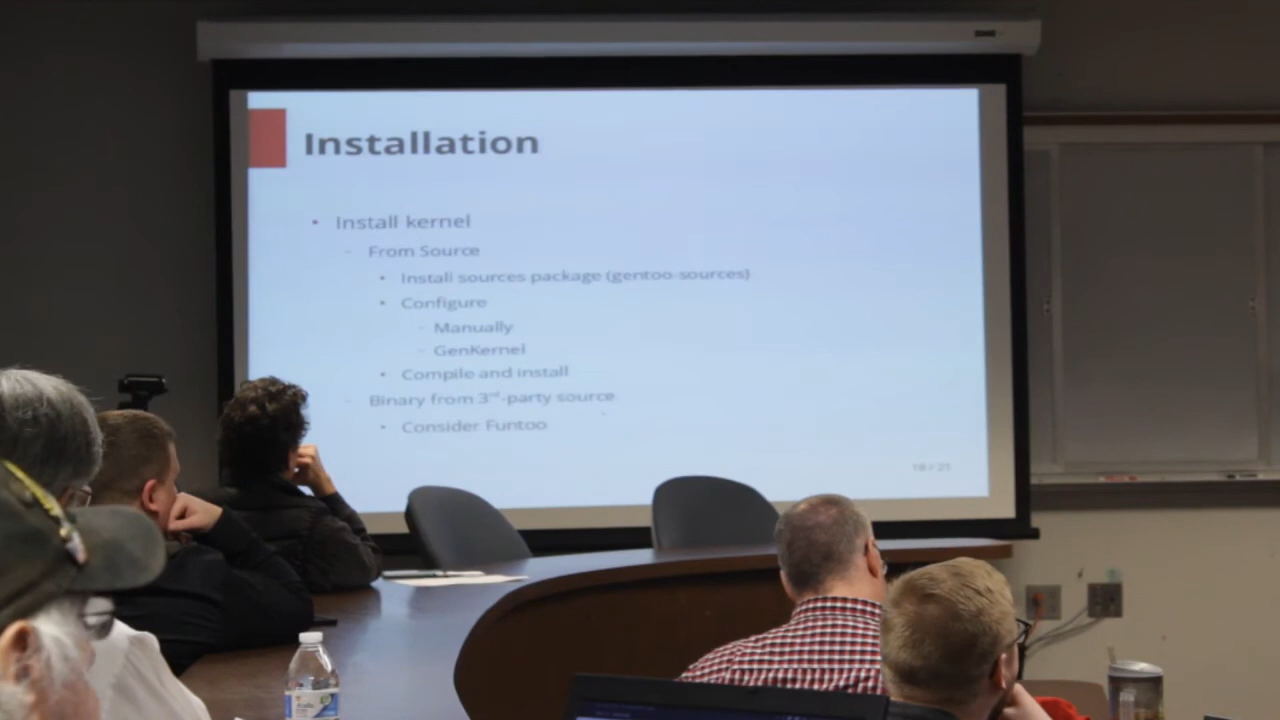 Installation
• Install kernel
– From Source
• Install sources package (gentoo-sources)
• Configure
– Manually
– GenKernel
• Compile and install
– Binary from 3rd-party source
• Consider Funtoo
18 / 21